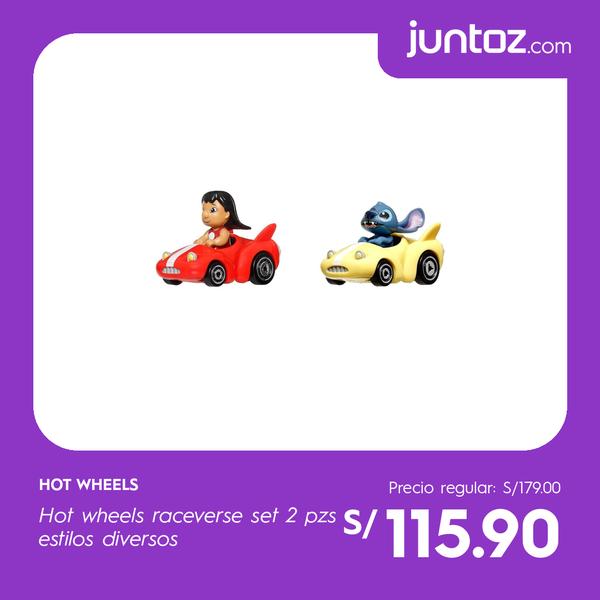 juntoz.com
HOT WHEELS
Hot wheels raceverse set 2 pzs
estilos diversos
Precio regular: S/179.00
S/115.90